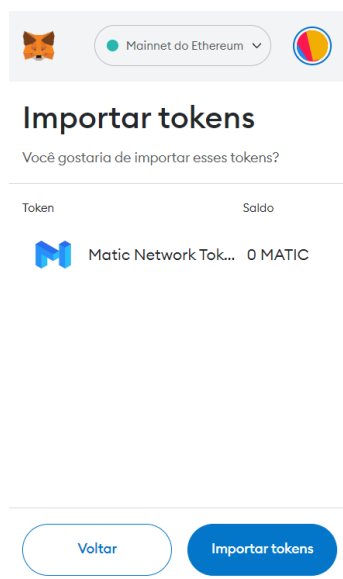 Mainnet do Ethereum
Importar tokens
Você gostaria de importar esses tokens?
Token Saldo
Matic Network Tok... 0 MATIC
Voltar Importar tokens